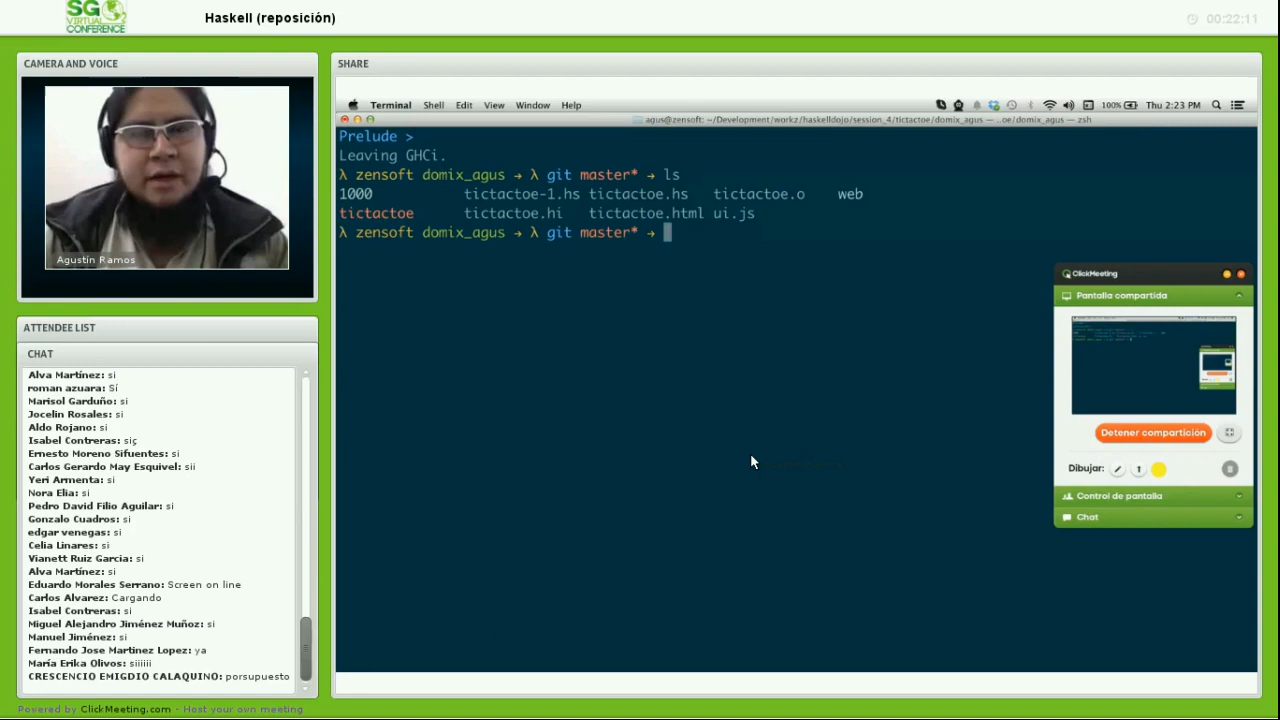 SG
VIRTUAL
CONFERENCE
Haskell (reposición)
00:22:11
CAMERA AND VOICE
Agustín Ramos
ATTENDEE LIST
CHAT
Alva Martínez: si
roman azuara: Sí
Marisol Garduño: si
Jocelin Rosales: si
Aldo Rojano: si
Isabel Contreras: siç
Ernesto Moreno Sifuentes: si
Carlos Gerardo May Esquivel: sii
Yeri Armenta: si
Nora Elia: si
Pedro David Filio Aguilar: si
Gonzalo Cuadros: si
edgar venegas: si
Celia Linares: si
Vianett Ruiz Garcia: si
Alva Martínez: si
Eduardo Morales Serrano: Screen on line
Carlos Alvarez: Cargando
Isabel Contreras: si
Miguel Alejandro Jiménez Muñoz: si
Manuel Jiménez: si
Fernando Jose Martinez Lopez: ya
María Erika Olivos: siiiiii
CRESCENCIO EMIGDIO CALAQUINO: porsupuesto
SHARE
Terminal Shell Edit View Window Help 100% Thu 2:23 PM
agus@zensoft: ~/Development/workz/haskelldojo/session_4/tictactoe/domix_agus — ...oe/domix_agus — zsh
Prelude >
Leaving GHCi.
λ zensoft domix_agus → λ git master* → ls
1000 tictactoe-1.hs tictactoe.hs tictactoe.o web
tictactoe tictactoe.hi tictactoe.html ui.js
λ zensoft domix_agus → λ git master* →
ClickMeeting
Pantalla compartida
Detener compartición
Dibujar:
Control de pantalla
Chat
Powered by ClickMeeting.com - Host your own meeting